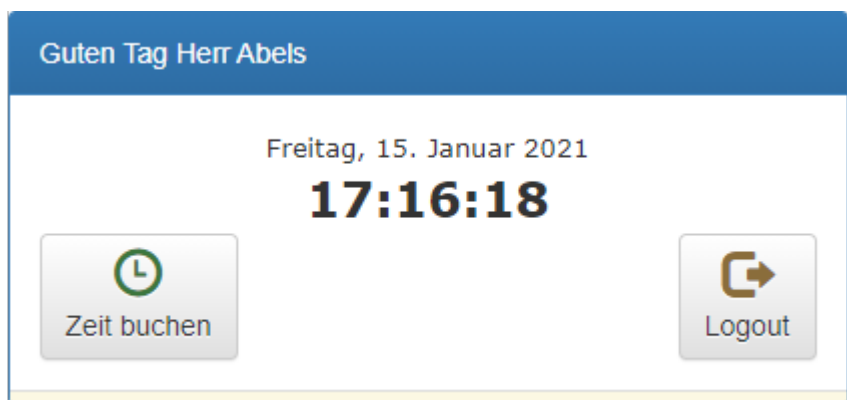 Guten Tag Herr Abels
Freitag, 15. Januar 2021
17:16:18
Zeit buchen
Logout